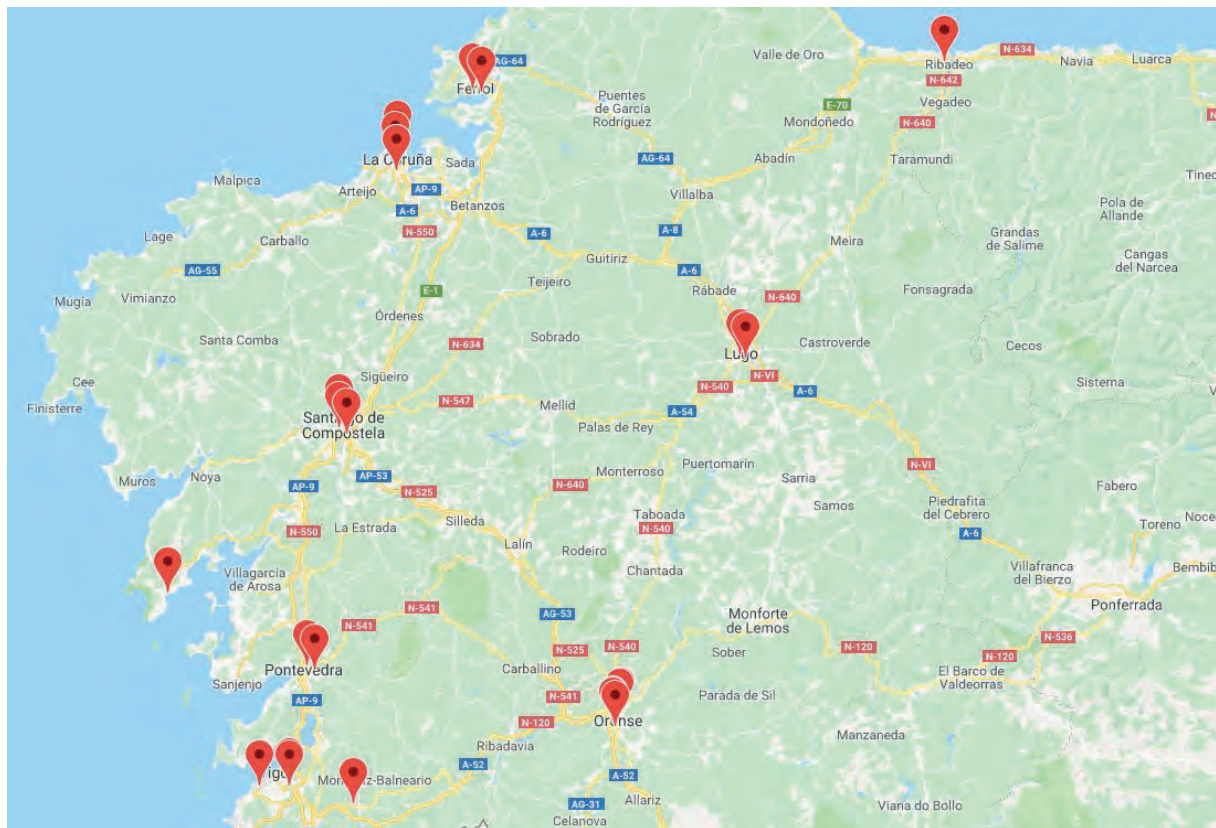 AG-64
Ferrol
Valle de Oro
Ribadeo
N-634
Navia
Luarca
N-642
Vegadeo
Puentes
de García
Rodríguez
E-70
Mondoñedo
N-640
La Coruña
Sada
AG-64
Abadín
Taramundi
Malpica
Arteijo
AP-9
Betanzos
Villalba
Pola de
Allande
A-6
N-550
Lage
Carballo
A-6
A-8
Meira
Grandas
de Salime
Guitiriz
Cangas
del Narcea
AG-55
A-6
Teijeiro
Rábade
E-1
N-640
Fonsagrada
Mugía
Vimianzo
Órdenes
Santa Comba
N-634
Sobrado
Lugo
Castroverde
Cecos
Sigüeiro
N-VI
Cee
N-540
A-6
Sisterna
Finisterre
N-547
Mellid
A-54
Santiago de
Compostela
Palas de Rey
Muros
Noya
AP-53
AP-9
N-640
Monterroso
Puertomarín
N-VI
Sarria
Fabero
N-525
Samos
Piedrafita
del Cebrero
La Estrada
Silleda
Taboada
N-550
N-540
Toreno
A-6
Lalín
Rodeiro
Villagarcía
de Arosa
Chantada
Villafranca
del Bierzo
N-541
AG-53
Monforte
de Lemos
Ponferrada
N-541
N-525
N-540
Sober
N-120
N-536
N-120
Pontevedra
Carballino
El Barco de
Valdeorras
Sanjenjo
AP-9
N-541
Parada de Sil
N-120
Orense
Manzaneda
Ribadavia
A-52
A-52
Allariz
AG-31
Viana do Bollo
Celanova